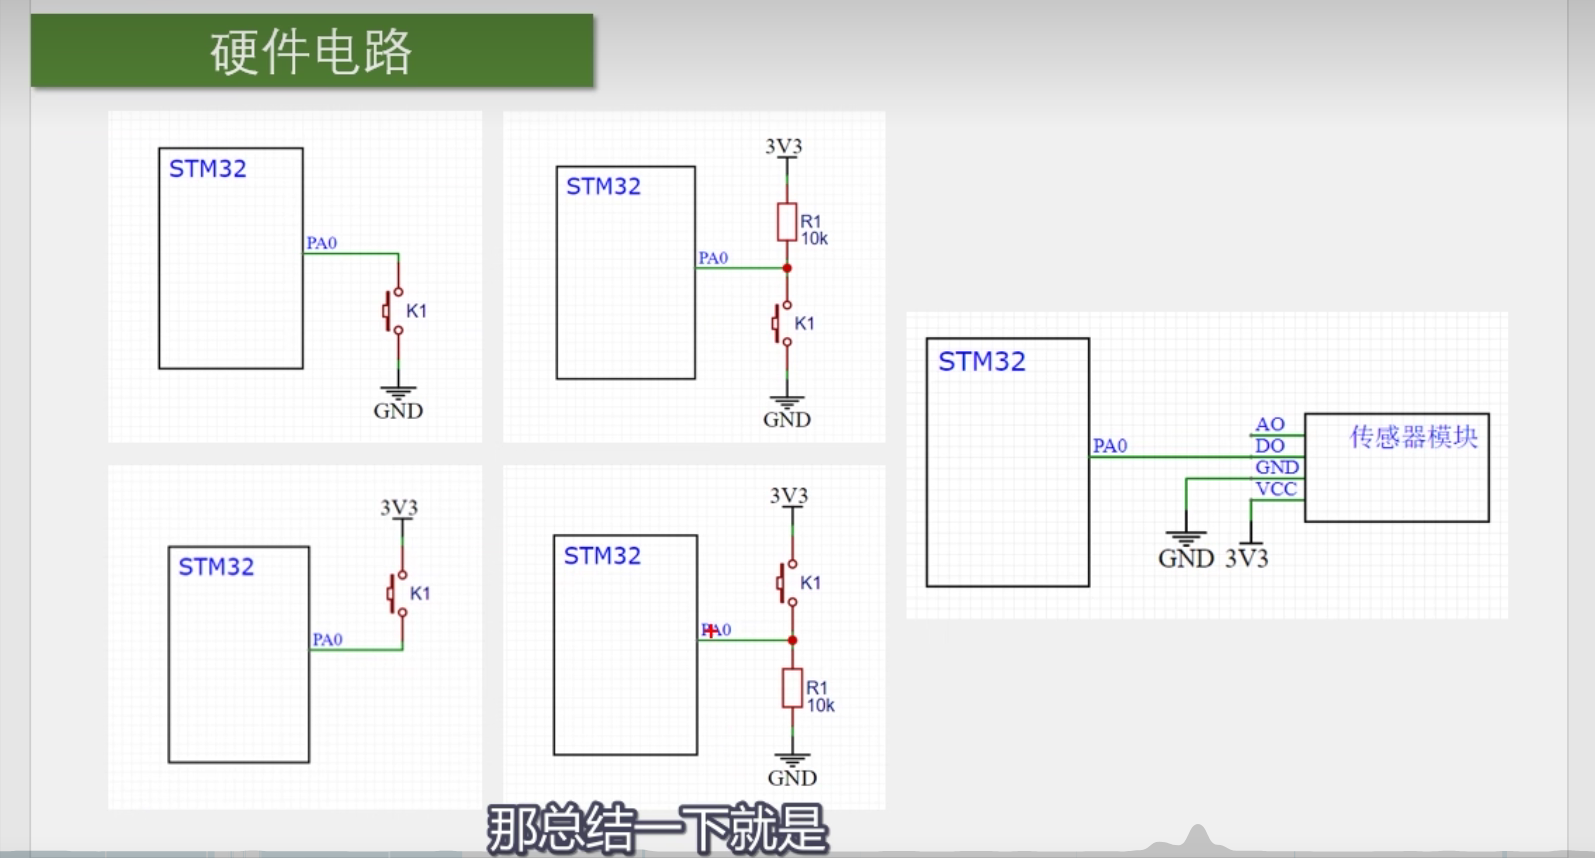 硬件电路
STM32
PA0
K1
GND
3V3
STM32
R1
10k
PA0
K1
GND
3V3
STM32
K1
PA0
3V3
STM32
K1
PA0
R1
10k
GND
STM32
PA0
AO
DO
GND
VCC
传感器模块
GND 3V3
那总结一下就是